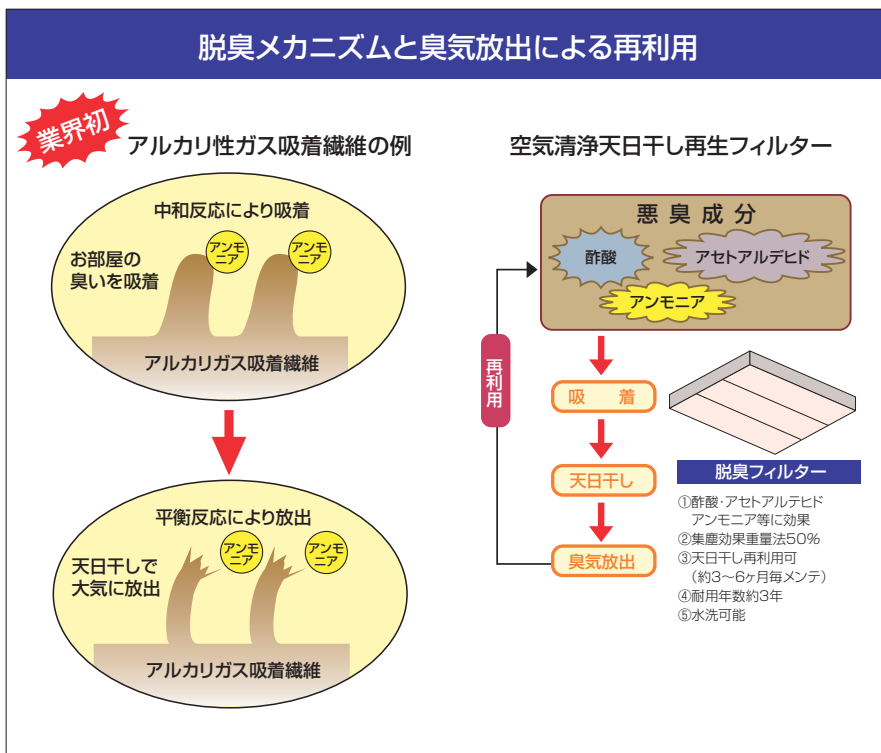 脱臭メカニズムと臭気放出による再利用
業界初
アルカリ性ガス吸着繊維の例
中和反応により吸着
お部屋の
臭いを吸着
アンモ
ニア
アンモ
ニア
アルカリガス吸着繊維
平衡反応により放出
天日干しで
大気に放出
アンモ
ニア
アンモ
ニア
アルカリガス吸着繊維
空気清浄天日干し再生フィルター
悪臭成分
酢酸
アセトアルデヒド
アンモニア
再利用
吸　着
天日干し
臭気放出
脱臭フィルター
①酢酸・アセトアルテヒド
アンモニア等に効果
②集塵効果重量法50%
③天日干し再利用可
（約3～6ヶ月毎メンテ）
④耐用年数約3年
⑤水洗可能